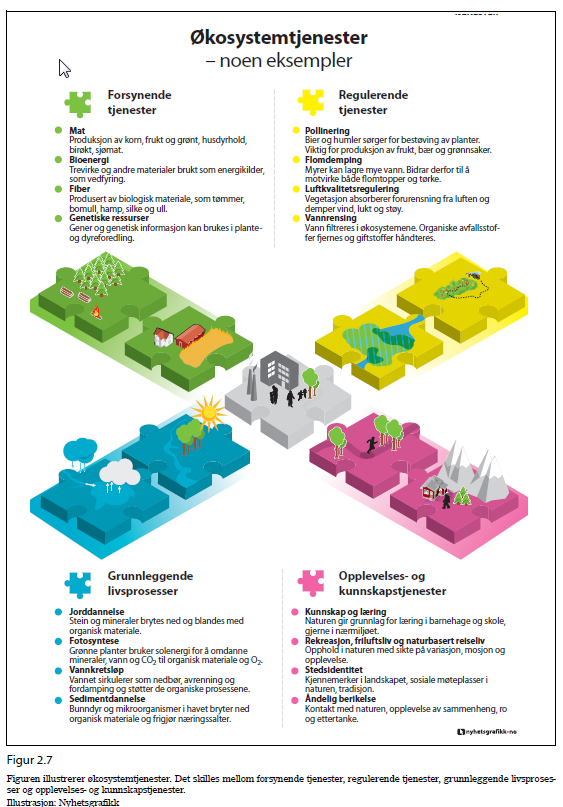 Økosystemtjenester
– noen eksempler
Forsynende
tjenester
Mat
Produksjon av korn, frukt og grønt, husdyrhold,
birøkt, sjømat.
Bioenergi
Trevirke og andre materialer brukt som energikilder,
som vedfyring.
Fiber
Produsert av biologisk materiale, som tømmer,
bomull, hamp, silke og ull.
Genetiske ressurser
Gener og genetisk informasjon kan brukes i plante-
og dyreforedling.
Regulerende
tjenester
Pollinering
Bier og humler sørger for bestøving av planter.
Viktig for produksjon av frukt, bær og grønnsaker.
Flomdemping
Myrer kan lagre mye vann. Bidrar derfor til å
motvirke både flomtopper og tørke.
Luftkvalitetsregulering
Vegetasjon absorberer forurensning fra luften og
demper vind, lukt og støy.
Vannrensing
Vann filtreres i økosystemene. Organiske avfallsstof-
fer fjernes og giftstoffer håndteres.
Grunnleggende
livsprosesser
Jorddannelse
Stein og mineraler brytes ned og blandes med
organisk materiale.
Fotosyntese
Grønne planter bruker solenergi for å omdanne
mineraler, vann og CO2 til organisk materiale og O2.
Vannkretsløp
Vannet sirkulerer som nedbør, avrenning og
fordamping og støtter de organiske prosessene.
Sedimentdannelse
Bunndyr og mikroorganismer i havet bryter ned
organisk materiale og frigjør næringssalter.
Opplevelses- og
kunnskapstjenester
Kunnskap og læring
Naturen gir grunnlag for læring i barnehage og skole,
gjerne i nærmiljøet.
Rekreasjon, friluftsliv og naturbasert reiseliv
Opphold i naturen med sikte på variasjon, mosjon og
opplevelse.
Stedsidentitet
Kjennemerker i landskapet, sosiale møteplasser i
naturen, tradisjon.
Åndelig berikelse
Kontakt med naturen, opplevelse av sammenheng, ro
og ettertanke.
nyhetsgrafikk.no
Figur 2.7
Figuren illustrerer økosystemtjenester. Det skilles mellom forsynende tjenester, regulerende tjenester, grunnleggende livsproses-
ser og opplevelses- og kunnskapstjenester.
Illustrasjon: Nyhetsgrafikk